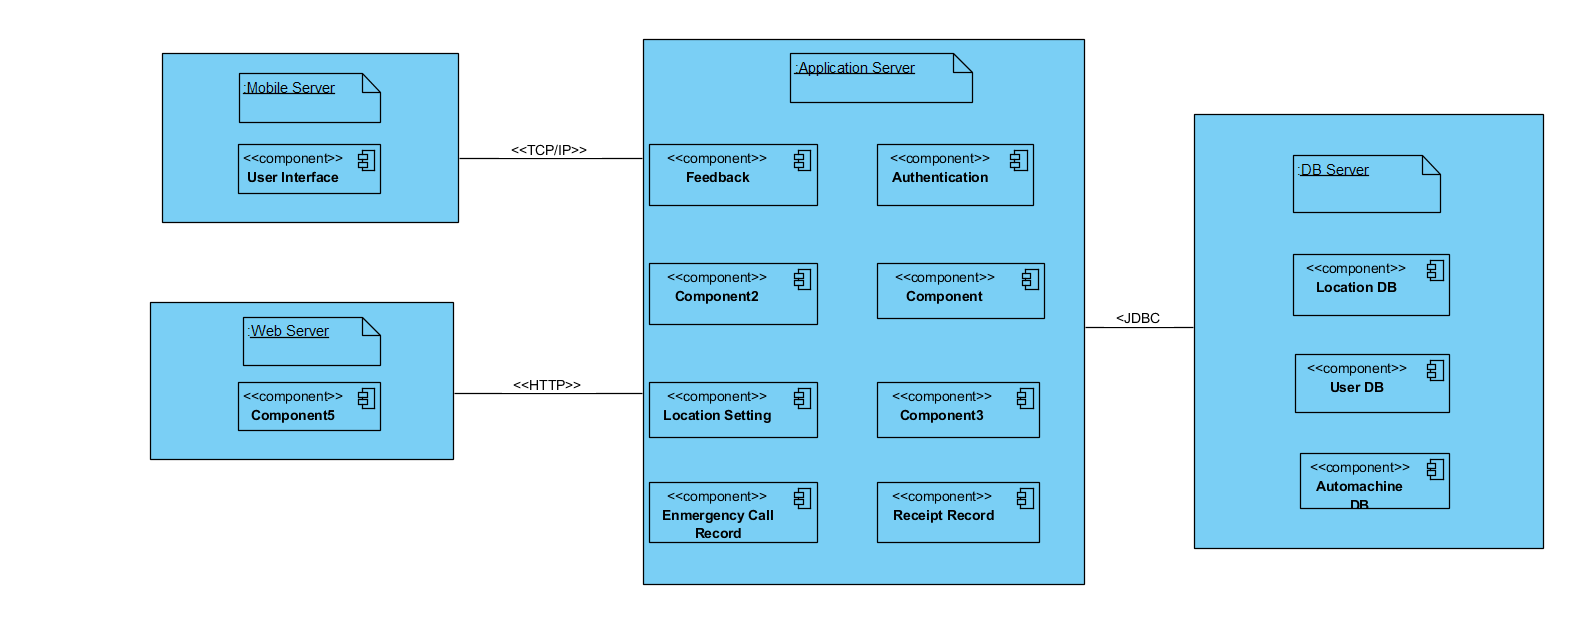 :Mobile Server
<<component>>
User Interface
<<TCP/IP>>
:Web Server
<<component>>
Component5
<<HTTP>>
:Application Server
<<component>>
Feedback
<<component>>
Authentication
<<component>>
Component2
<<component>>
Component
<<component>>
Location Setting
<<component>>
Component3
<<component>>
Enmergency Call
Record
<<component>>
Receipt Record
<JDBC
:DB Server
<<component>>
Location DB
<<component>>
User DB
<<component>>
Automachine
DB